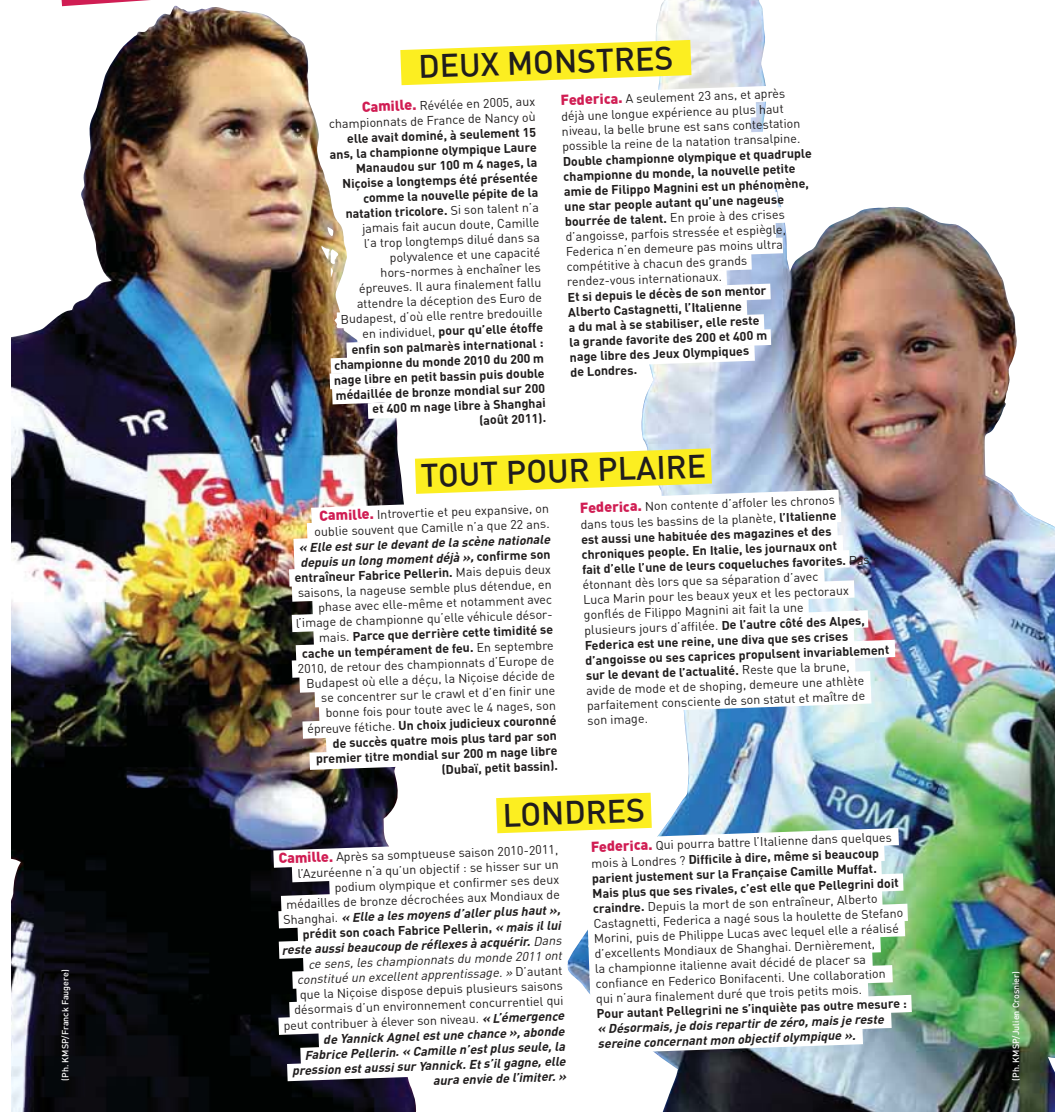 DEUX MONSTRES
Camille. Révélée en 2005, aux
championnats de France de Nancy où
elle avait dominé, à seulement 15
ans, la championne olympique Laure
Manaudou sur 100 m 4 nages, la
Niçoise a longtemps été présentée
comme la nouvelle pépite de la
natation tricolore. Si son talent n'a
jamais fait aucun doute, Camille
l'a trop longtemps dilué dans sa
polyvalence et une capacité
hors-normes à enchaîner les
épreuves. Il aura finalement fallu
attendre la déception des Euro de
Budapest, d'où elle rentre bredouille
en individuel, pour qu'elle étoffe
enfin son palmarès international :
championne du monde 2010 du 200 m
nage libre en petit bassin puis double
médaillée de bronze mondial sur 200
et 400 m nage libre à Shanghai
(août 2011).
Federica. A seulement 23 ans, et après
déjà une longue expérience au plus haut
niveau, la belle brune est sans contestation
possible la reine de la natation transalpine.
Double championne olympique et quadruple
championne du monde, la nouvelle petite
amie de Filippo Magnini est un phénomène,
une star people autant qu'une nageuse
bourrée de talent. En proie à des crises
d'angoisse, parfois stressée et espiègle,
Federica n'en demeure pas moins ultra
compétitive à chacun des grands
rendez-vous internationaux.
Et si depuis le décès de son mentor
Alberto Castagnetti, l'Italienne
a du mal à se stabiliser, elle reste
la grande favorite des 200 et 400 m
nage libre des Jeux Olympiques
de Londres.
TYR
TOUT POUR PLAIRE
Camille. Introvertie et peu expansive, on
oublie souvent que Camille n'a que 22 ans.
« Elle est sur le devant de la scène nationale
depuis un long moment déjà », confirme son
entraîneur Fabrice Pellerin. Mais depuis deux
saisons, la nageuse semble plus détendue, en
phase avec elle-même et notamment avec
l'image de championne qu'elle véhicule désor-
mais. Parce que derrière cette timidité se
cache un tempérament de feu. En septembre
2010, de retour des championnats d'Europe de
Budapest où elle a déçu, la Niçoise décide de
se concentrer sur le crawl et d'en finir une
bonne fois pour toute avec le 4 nages, son
épreuve fétiche. Un choix judicieux couronné
de succès quatre mois plus tard par son
premier titre mondial sur 200 m nage libre
(Dubaï, petit bassin).
Federica. Non contente d'affoler les chronos
dans tous les bassins de la planète, l'Italienne
est aussi une habituée des magazines et des
chroniques people. En Italie, les journaux ont
fait d'elle l'une de leurs coqueluches favorites. Pas
étonnant dès lors que sa séparation d'avec
Luca Marin pour les beaux yeux et les pectoraux
gonflés de Filippo Magnini ait fait la une
plusieurs jours d'affilée. De l'autre côté des Alpes,
Federica est une reine, une diva que ses crises
d'angoisse ou ses caprices propulsent invariablement
sur le devant de l'actualité. Reste que la brune,
avide de mode et de shoping, demeure une athlète
parfaitement consciente de son statut et maître de
son image.
ROMA 2
LONDRES
Camille. Après sa somptueuse saison 2010-2011,
l'Azuréenne n'a qu'un objectif : se hisser sur un
podium olympique et confirmer ses deux
médailles de bronze décrochées aux Mondiaux de
Shanghai. « Elle a les moyens d'aller plus haut »,
prédit son coach Fabrice Pellerin, « mais il lui
reste aussi beaucoup de réflexes à acquérir. Dans
ce sens, les championnats du monde 2011 ont
constitué un excellent apprentissage. » D'autant
que la Niçoise dispose depuis plusieurs saisons
désormais d'un environnement concurrentiel qui
peut contribuer à élever son niveau. « L'émergence
de Yannick Agnel est une chance », abonde
Fabrice Pellerin. « Camille n'est plus seule, la
pression est aussi sur Yannick. Et s'il gagne, elle
aura envie de l'imiter. »
Federica. Qui pourra battre l'Italienne dans quelques
mois à Londres ? Difficile à dire, même si beaucoup
parient justement sur la Française Camille Muffat.
Mais plus que ses rivales, c'est elle que Pellegrini doit
craindre. Depuis la mort de son entraîneur, Alberto
Castagnetti, Federica a nagé sous la houlette de Stefano
Morini, puis de Philippe Lucas avec lequel elle a réalisé
d'excellents Mondiaux de Shanghai. Dernièrement,
la championne italienne avait décidé de placer sa
confiance en Federico Bonifacenti. Une collaboration
qui n'aura finalement duré que trois petits mois.
Pour autant Pellegrini ne s'inquiète pas outre mesure :
« Désormais, je dois repartir de zéro, mais je reste
sereine concernant mon objectif olympique ».
(Ph. KMSP/Franck Faugere)
(Ph. KMSP/Julien Crosnier)